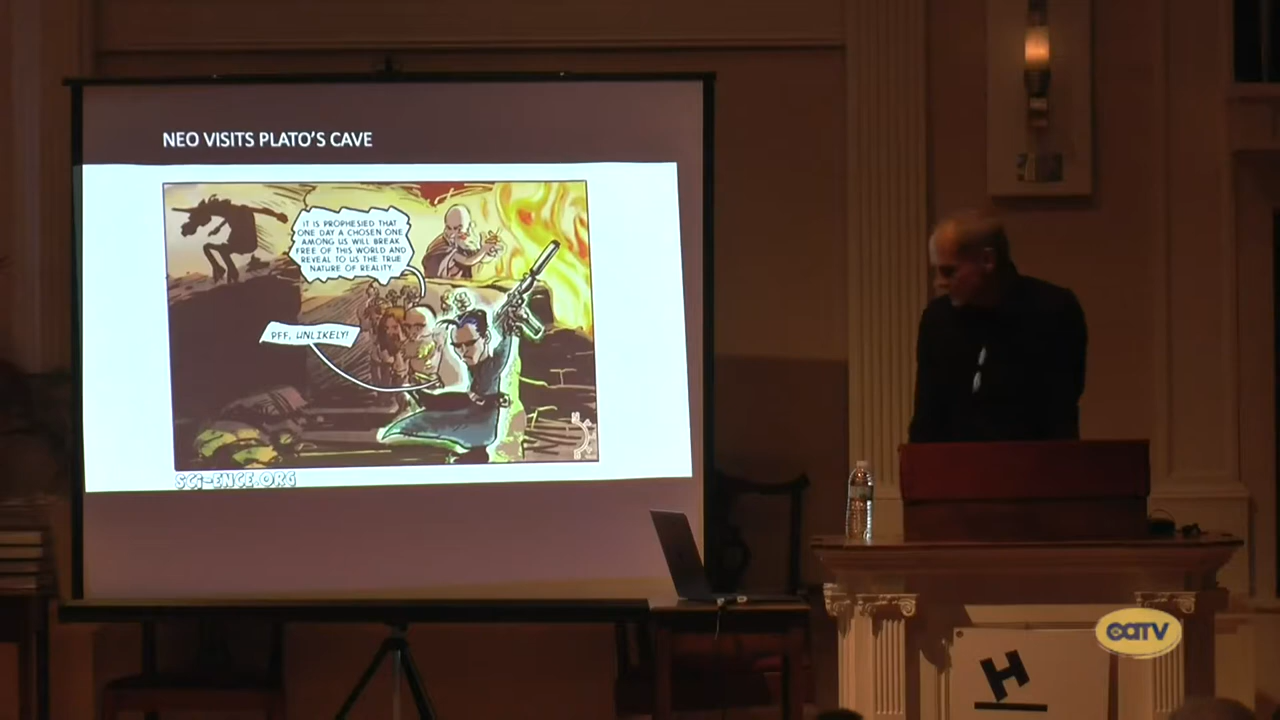 NEO VISITS PLATO'S CAVE
IT IS PROPHESIED THAT
ONE DAY A CHOSEN ONE
AMONG US WILL BREAK
FREE OF THIS WORLD AND
REVEAL TO US THE TRUE
NATURE OF REALITY.
PFF, UNLIKELY!
SCI-ENCE.ORG
CATV
H